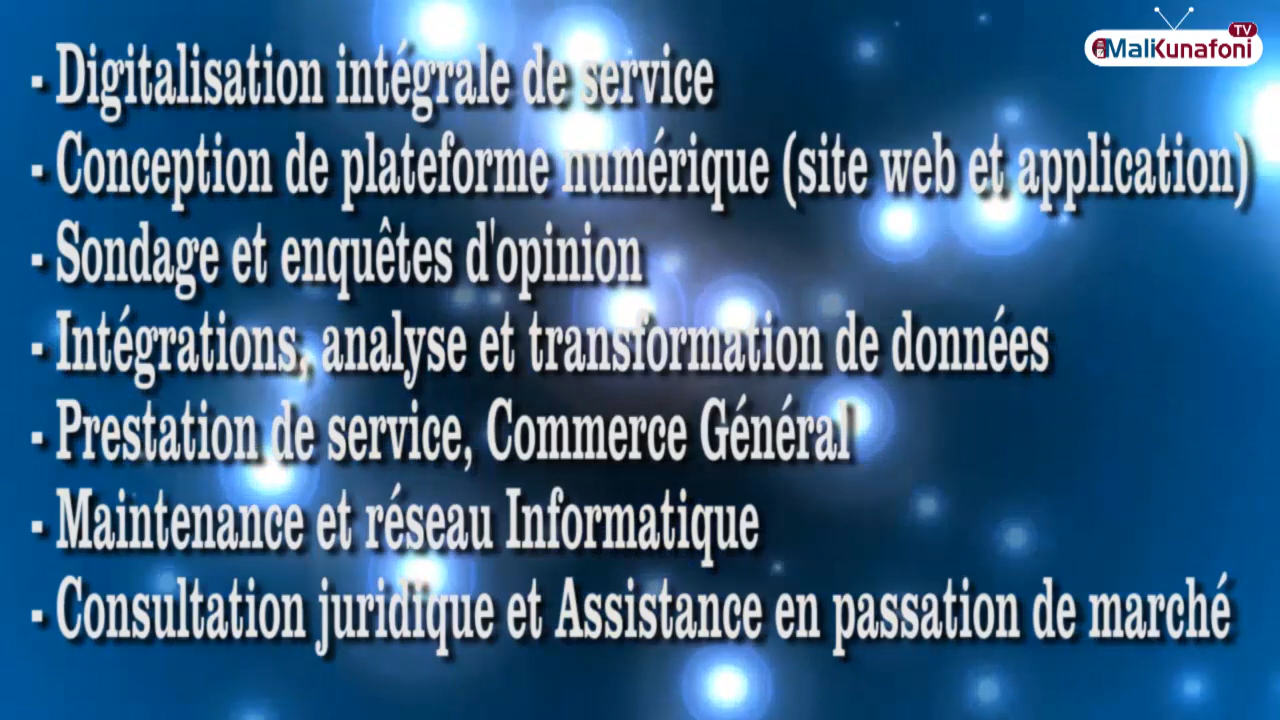 MaliKunafoni TV
- Digitalisation intégrale de service
- Conception de plateforme numérique (site web et application)
- Sondage et enquêtes d'opinion
- Intégrations, analyse et transformation de données
- Prestation de service, Commerce Général
- Maintenance et réseau Informatique
- Consultation juridique et Assistance en passation de marché